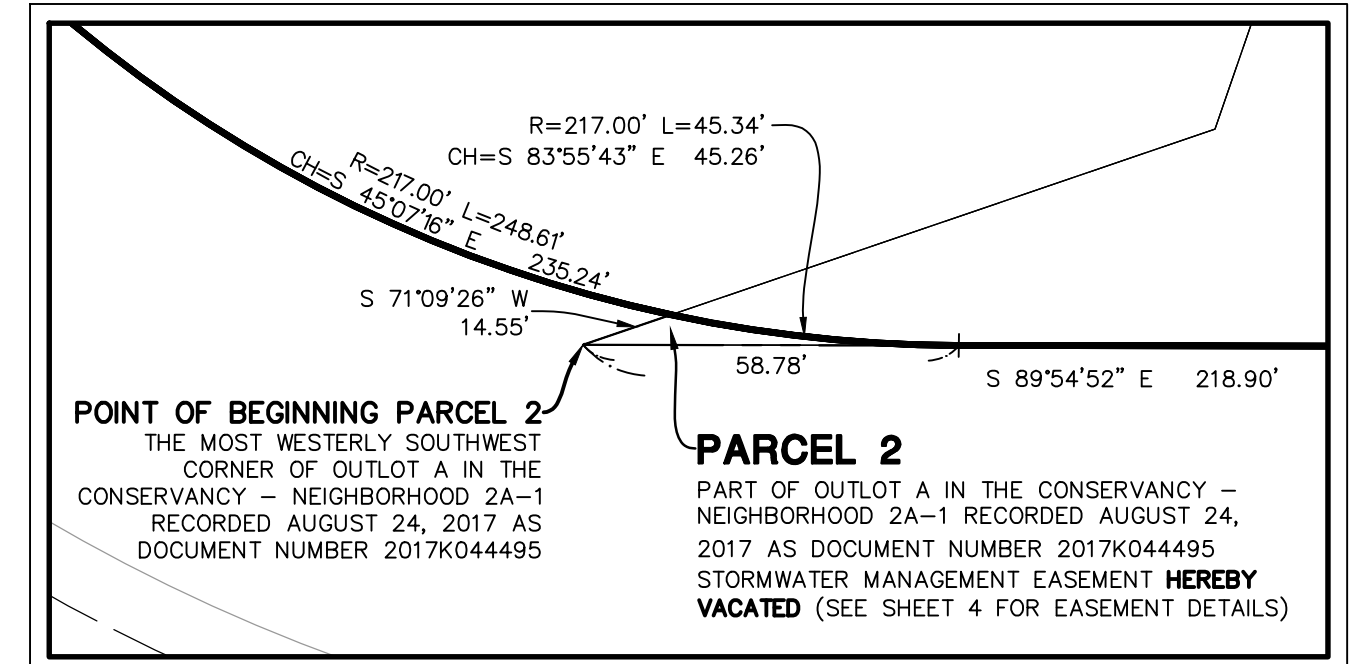 R=217.00' L=45.34'
CH=S 83°55'43" E 45.26'
R=217.00' L=248.61'
CH=S 45°07'16" E 235.24'
S 71°09'26" W
14.55'
58.78'
S 89°54'52" E 218.90'
POINT OF BEGINNING PARCEL 2
THE MOST WESTERLY SOUTHWEST
CORNER OF OUTLOT A IN THE
CONSERVANCY – NEIGHBORHOOD 2A–1
RECORDED AUGUST 24, 2017 AS
DOCUMENT NUMBER 2017K044495
PARCEL 2
PART OF OUTLOT A IN THE CONSERVANCY –
NEIGHBORHOOD 2A–1 RECORDED AUGUST 24,
2017 AS DOCUMENT NUMBER 2017K044495
STORMWATER MANAGEMENT EASEMENT HEREBY
VACATED (SEE SHEET 4 FOR EASEMENT DETAILS)